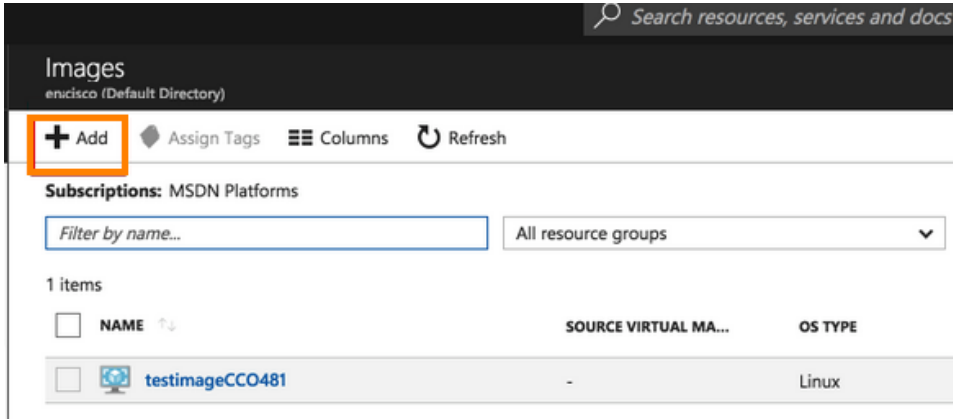 Search resources, services and docs
Images
encisco (Default Directory)
Add Assign Tags Columns Refresh
Subscriptions: MSDN Platforms
Filter by name... All resource groups
1 items
NAME SOURCE VIRTUAL MA... OS TYPE
testimageCCO481 - Linux